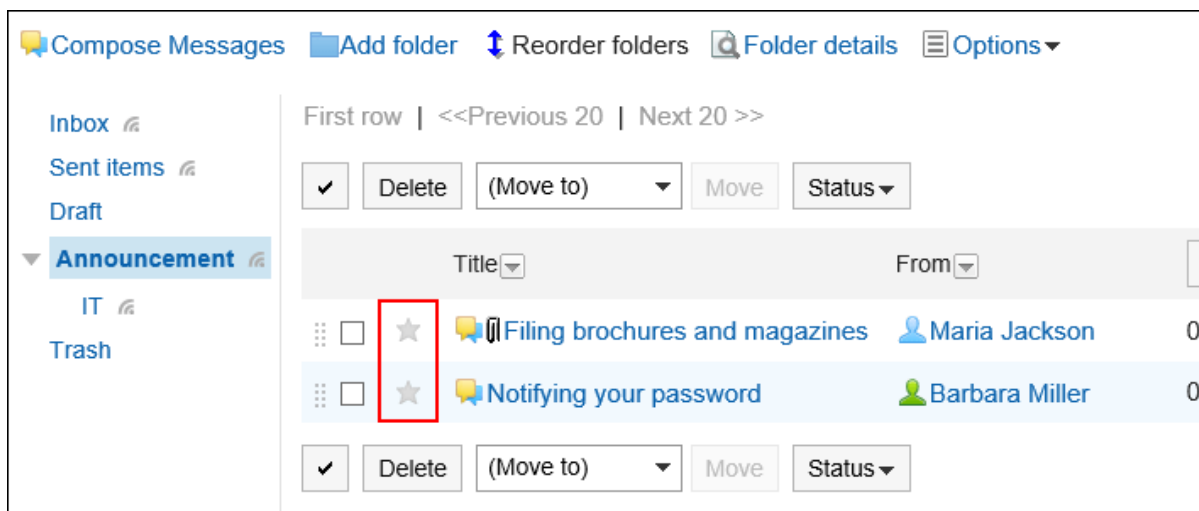 Compose Messages Add folder Reorder folders Folder details Options
Inbox
Sent items
Draft
Announcement
IT
Trash
First row | <<Previous 20 | Next 20 >>
Delete (Move to) Move Status
Title From
Filing brochures and magazines Maria Jackson 0
Notifying your password Barbara Miller 0
Delete (Move to) Move Status